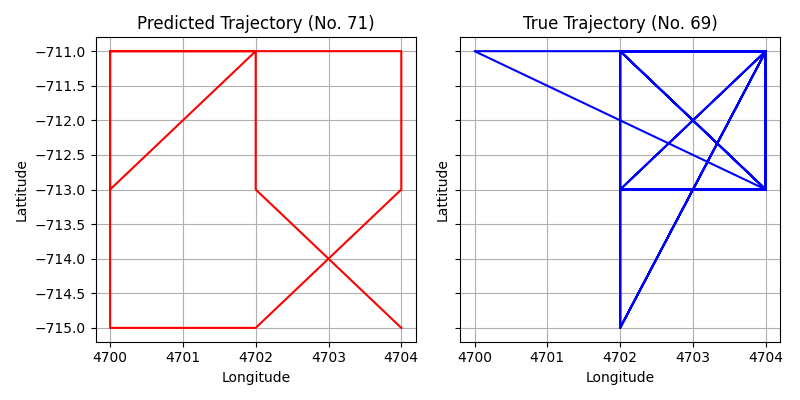 Predicted Trajectory (No. 71)
True Trajectory (No. 69)
−711.0
−711.5
−712.0
−712.5
−713.0
−713.5
−714.0
−714.5
−715.0
Lattitude
Lattitude
4700 4701 4702 4703 4704
4700 4701 4702 4703 4704
Longitude
Longitude